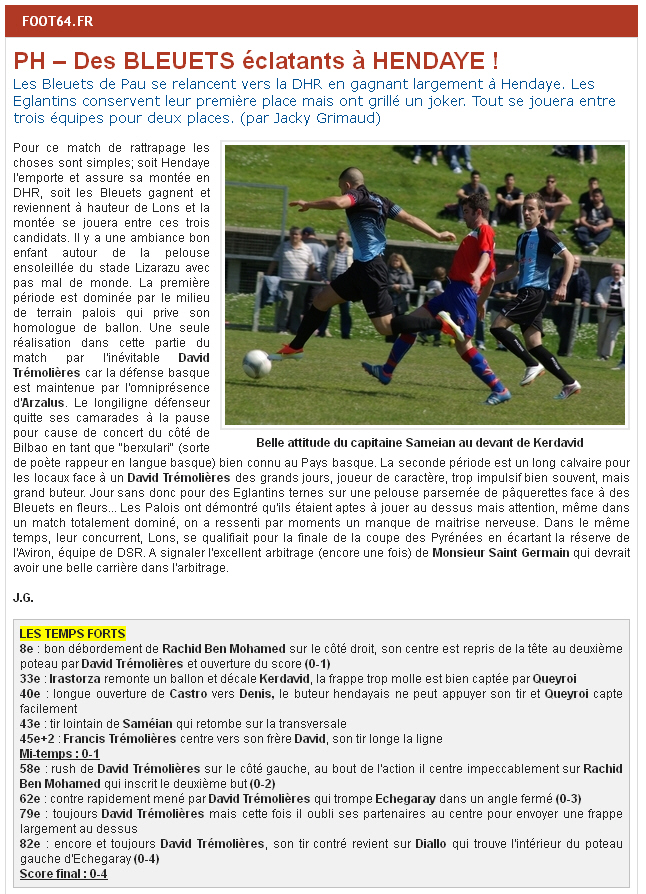 FOOT64.FR
PH – Des BLEUETS éclatants à HENDAYE !
Les Bleuets de Pau se relancent vers la DHR en gagnant largement à Hendaye. Les
Eglantins conservent leur première place mais ont grillé un joker. Tout se jouera entre
trois équipes pour deux places. (par Jacky Grimaud)
Pour ce match de rattrapage les
choses sont simples; soit Hendaye
l'emporte et assure sa montée en
DHR, soit les Bleuets gagnent et
reviennent à hauteur de Lons et la
montée se jouera entre ces trois
candidats. Il y a une ambiance bon
enfant autour de la pelouse
ensoleillée du stade Lizarazu avec
pas mal de monde. La première
période est dominée par le milieu
de terrain palois qui prive son
homologue de ballon. Une seule
réalisation dans cette partie du
match par l'inévitable David
Trémolières car la défense basque
est maintenue par l'omniprésence
d'Arzalus. Le longiligne défenseur
quitte ses camarades à la pause
pour cause de concert du côté de
Bilbao en tant que "berxulari" (sorte
de poète rappeur en langue basque) bien connu au Pays basque. La seconde période est un long calvaire pour
les locaux face à un David Trémolières des grands jours, joueur de caractère, trop impulsif bien souvent, mais
grand buteur. Jour sans donc pour des Eglantins ternes sur une pelouse parsemée de pâquerettes face à des
Bleuets en fleurs... Les Palois ont démontré qu'ils étaient aptes à jouer au dessus mais attention, même dans
un match totalement dominé, on a ressenti par moments un manque de maitrise nerveuse. Dans le même
temps, leur concurrent, Lons, se qualifiait pour la finale de la coupe des Pyrénées en écartant la réserve de
l'Aviron, équipe de DSR. A signaler l'excellent arbitrage (encore une fois) de Monsieur Saint Germain qui devrait
avoir une belle carrière dans l'arbitrage.
Belle attitude du capitaine Sameian au devant de Kerdavid
J.G.
LES TEMPS FORTS
8e : bon débordement de Rachid Ben Mohamed sur le côté droit, son centre est repris de la tête au deuxième
poteau par David Trémolières et ouverture du score (0-1)
33e : Irastorza remonte un ballon et décale Kerdavid, la frappe trop molle est bien captée par Queyroi
40e : longue ouverture de Castro vers Denis, le buteur hendayais ne peut appuyer son tir et Queyroi capte
facilement
43e : tir lointain de Saméian qui retombe sur la transversale
45e+2 : Francis Trémolières centre vers son frère David, son tir longe la ligne
Mi-temps : 0-1
58e : rush de David Trémolières sur le côté gauche, au bout de l'action il centre impeccablement sur Rachid
Ben Mohamed qui inscrit le deuxième but (0-2)
62e : contre rapidement mené par David Trémolières qui trompe Echegaray dans un angle fermé (0-3)
79e : toujours David Trémolières mais cette fois il oubli ses partenaires au centre pour envoyer une frappe
largement au dessus
82e : encore et toujours David Trémolières, son tir contré revient sur Diallo qui trouve l'intérieur du poteau
gauche d'Echegaray (0-4)
Score final : 0-4